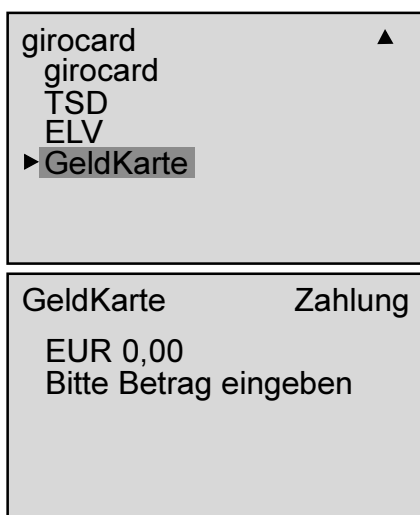 girocard
girocard
TSD
ELV
GeldKarte
GeldKarte Zahlung
EUR 0,00
Bitte Betrag eingeben